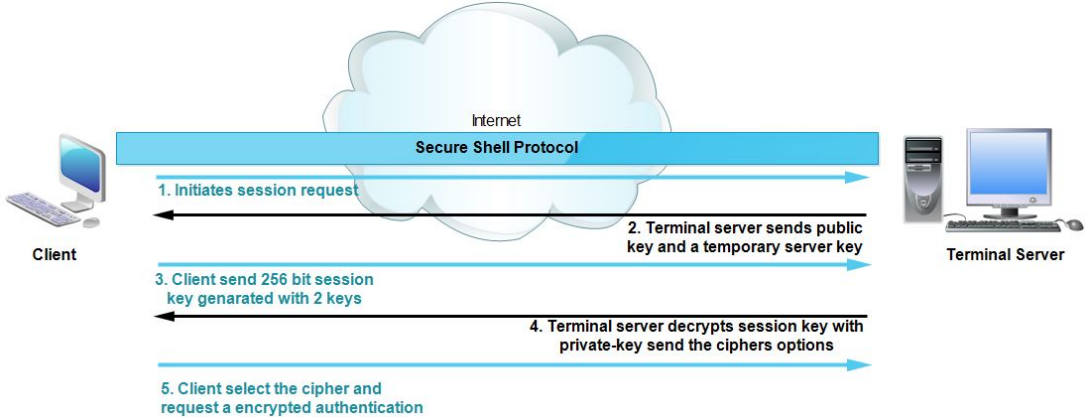 Internet
Secure Shell Protocol
1. Initiates session request
2. Terminal server sends public
key and a temporary server key
Client
Terminal Server
3. Client send 256 bit session
key genarated with 2 keys
4. Terminal server decrypts session key with
private-key send the ciphers options
5. Client select the cipher and
request a encrypted authentication